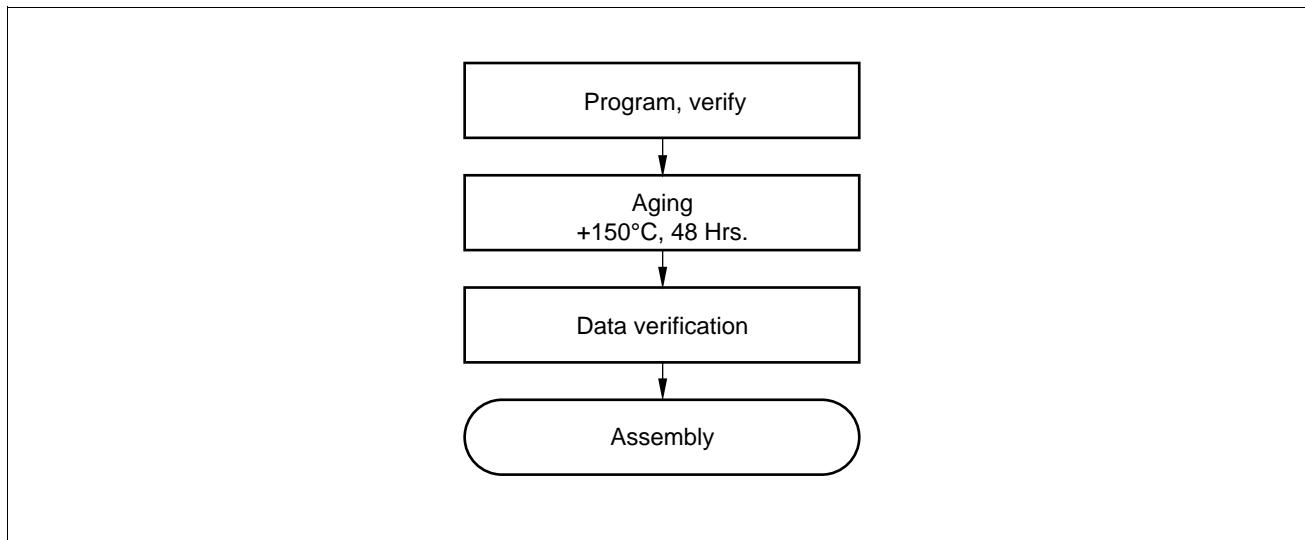 Program, verify
Aging
+150°C, 48 Hrs.
Data verification
Assembly